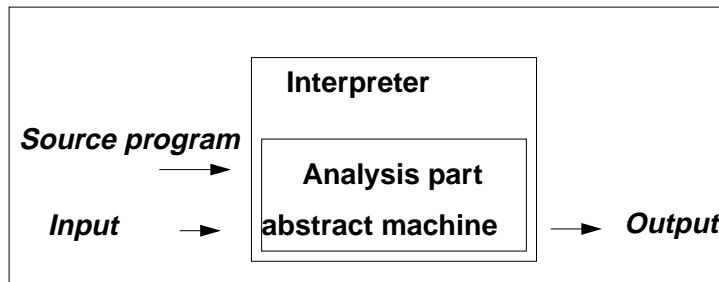 Interpreter
Source program
Analysis part
Input
abstract machine
Output